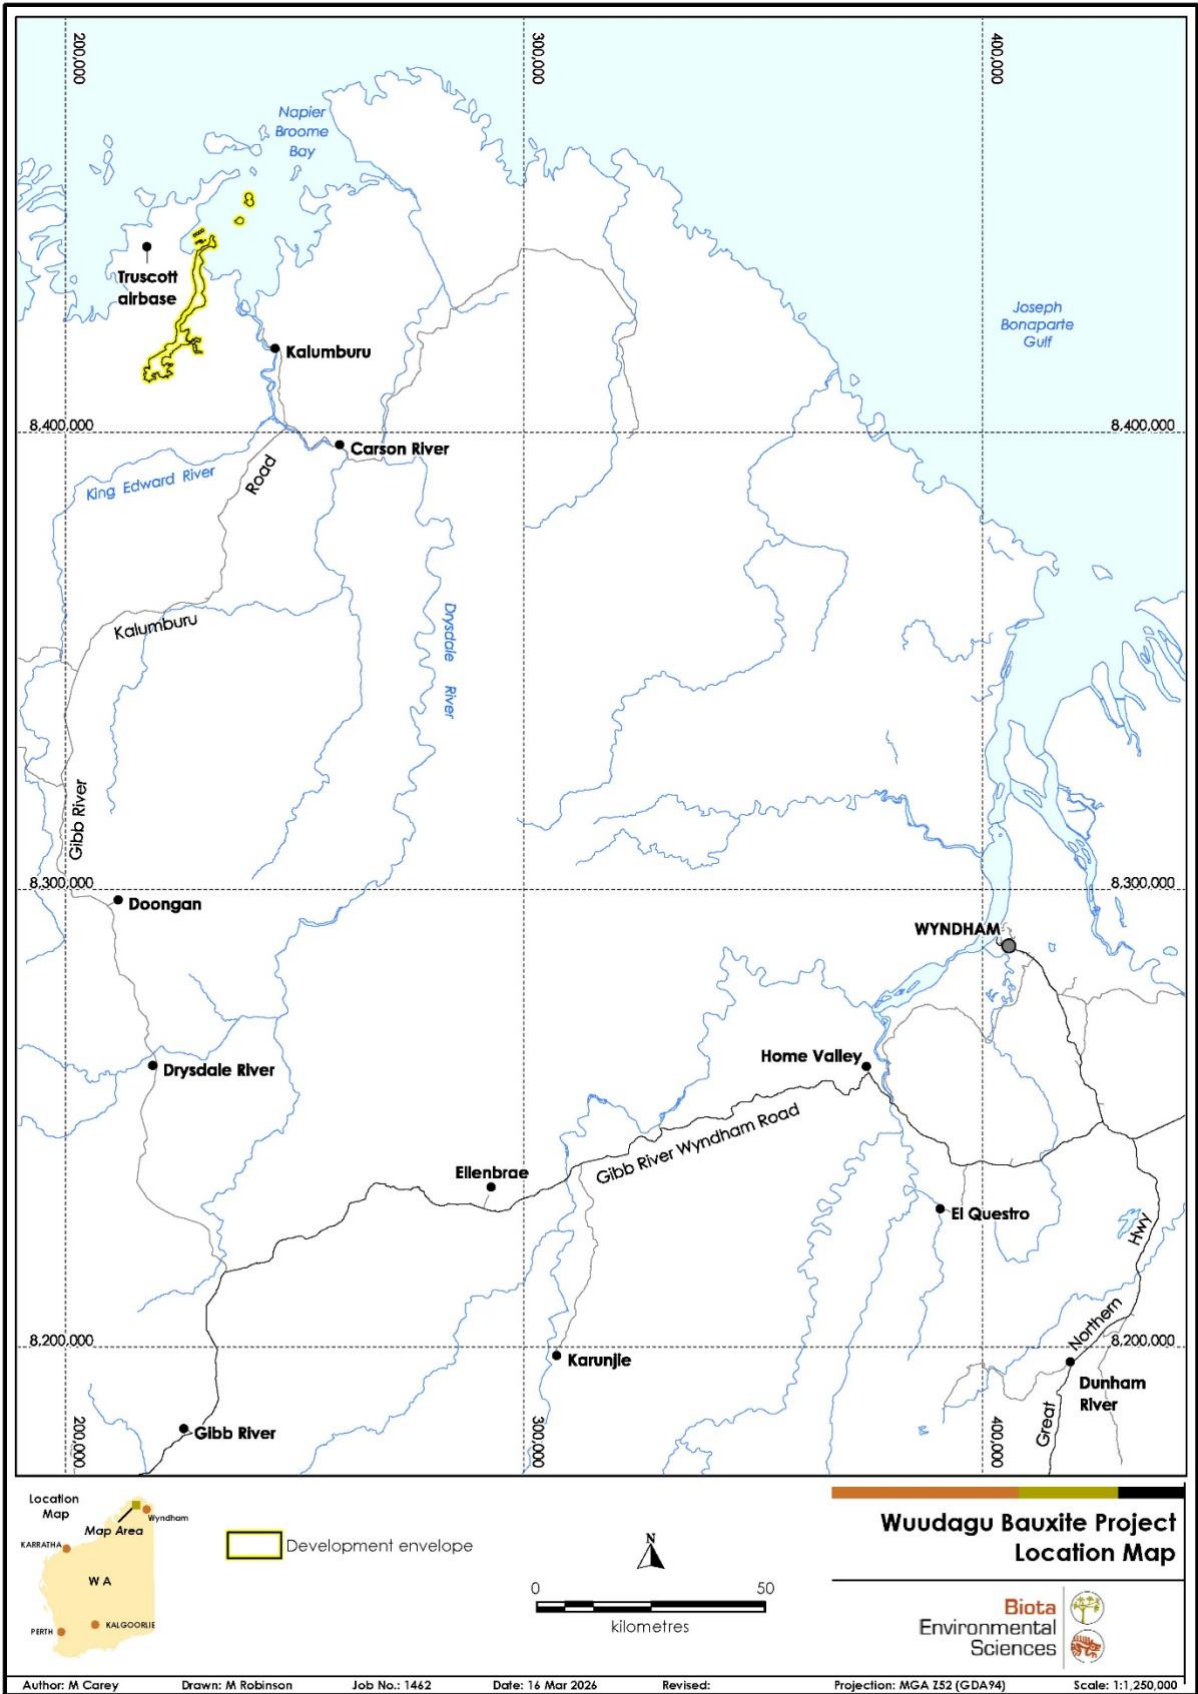 200,000
300,000
400,000
Napier
Broome
Bay
Truscott
airbase
Joseph
Bonaparte
Gulf
Kalumburu
8,400,000
8,400,000
Carson River
King Edward River
Road
Kalumburu
Drysdale River
Gibb River
8,300,000
8,300,000
Doongan
WYNDHAM
Home Valley
Drysdale River
Gibb River Wyndham Road
Ellenbrae
El Questro
Hwy
Northern
8,200,000
8,200,000
Karunjie
Dunham
River
Great
Gibb River
200,000
300,000
400,000
Location
Map
Map Area
Wyndham
KARRATHA
WA
KALGOORLIE
PERTH
Development envelope
N
0 50
kilometres
Wuudagu Bauxite Project
Location Map
Biota
Environmental
Sciences
Author: M Carey Drawn: M Robinson Job No.: 1462 Date: 16 Mar 2026 Revised: Projection: MGA Z52 (GDA94) Scale: 1:1,250,000